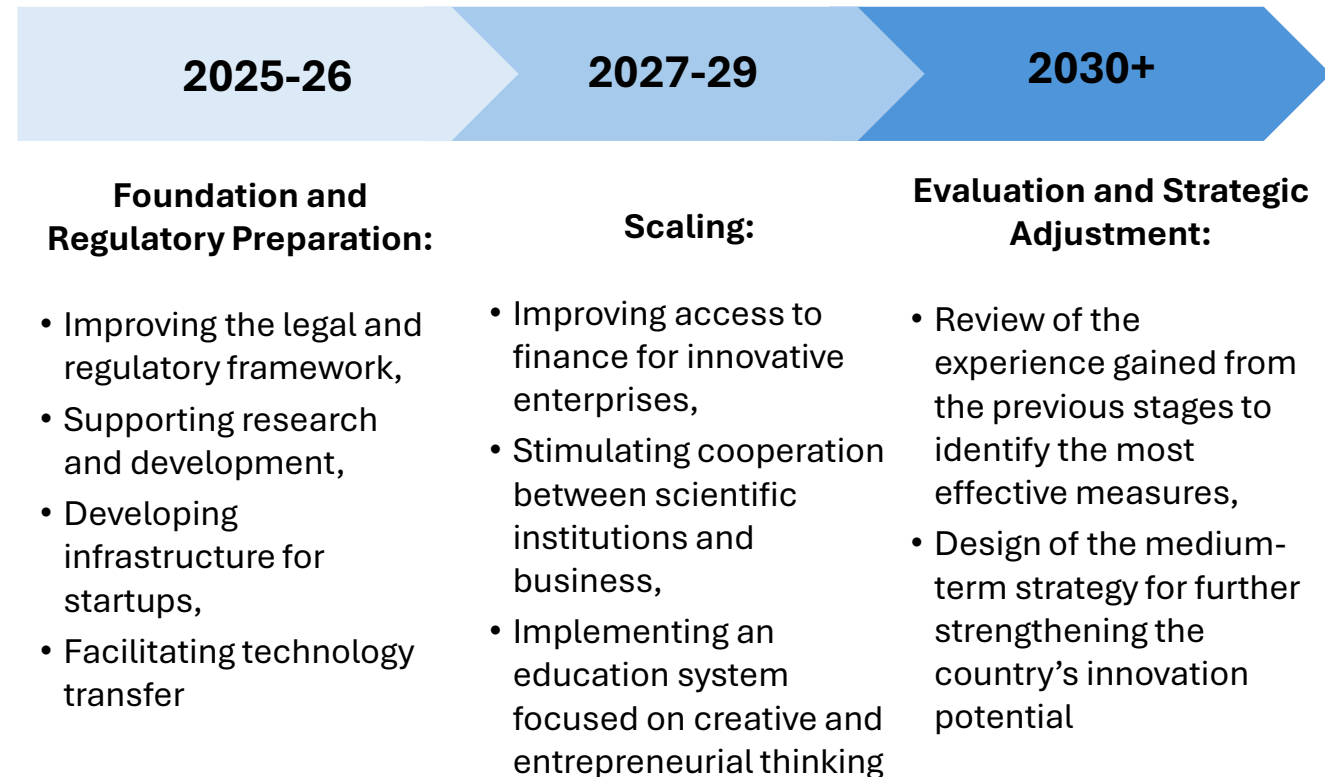 2025-26
2027-29
2030+
Foundation and
Regulatory Preparation:
• Improving the legal and
regulatory framework,
• Supporting research
and development,
• Developing
infrastructure for
startups,
• Facilitating technology
transfer
Scaling:
• Improving access to
finance for innovative
enterprises,
• Stimulating cooperation
between scientific
institutions and
business,
• Implementing an
education system
focused on creative and
entrepreneurial thinking
Evaluation and Strategic
Adjustment:
• Review of the
experience gained from
the previous stages to
identify the most
effective measures,
• Design of the medium-
term strategy for further
strengthening the
country’s innovation
potential